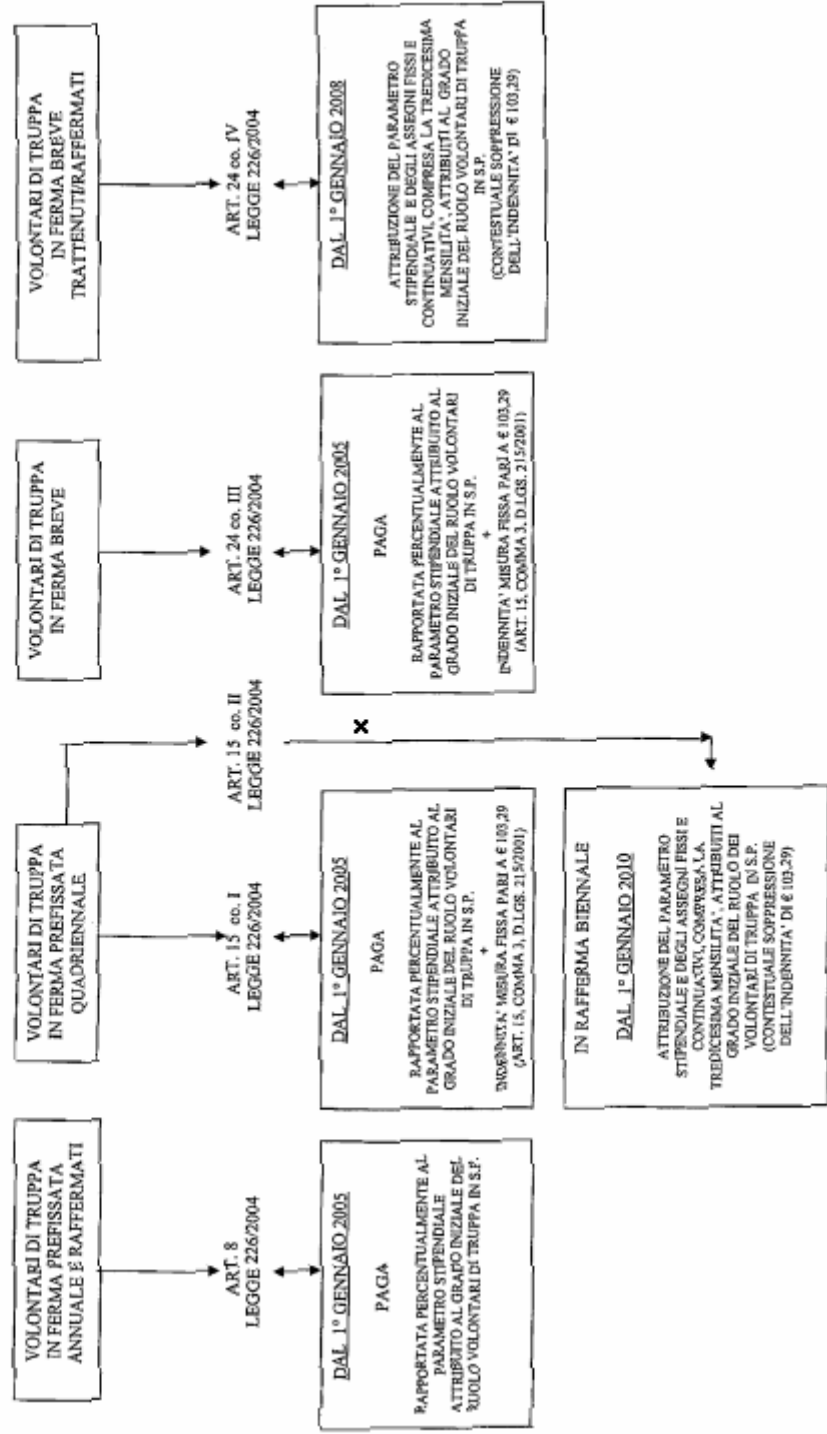 VOLONTARI DI TRUPPA
IN FERMA PREFISSATA
ANNUALE E RAFFERMATI
ART. 8
LEGGE 226/2004
DAL 1° GENNAIO 2005
PAGA
RAPPORTATA PERCENTUALMENTE AL
PARAMETRO STIPENDIALE
ATTRIBUITO AL GRADO INIZIALE DEL
RUOLO VOLONTARI DI TRUPPA IN S.P.
VOLONTARI DI TRUPPA
IN FERMA PREFISSATA
QUADRIENNALE
ART. 15 co. I
LEGGE 226/2004
DAL 1° GENNAIO 2005
PAGA
RAPPORTATA PERCENTUALMENTE AL
PARAMETRO STIPENDIALE ATTRIBUITO AL
GRADO INIZIALE DEL RUOLO VOLONTARI
DI TRUPPA IN S.P.
+
INDENNITA' MISURA FISSA PARI A € 103,29
(ART. 15, COMMA 3, D.LGS. 215/2001)
ART. 15 co. II
LEGGE 226/2004
x
IN RAFFERMA BIENNALE
DAL 1° GENNAIO 2010
ATTRIBUZIONE DEL PARAMETRO
STIPENDIALE E DEGLI ASSEGNI FISSI E
CONTINUATIVI, COMPRESA LA
TREDICESIMA MENSILITA', ATTRIBUITI AL
GRADO INIZIALE DEL RUOLO DEI
VOLONTARI DI TRUPPA IN S.P.
(CONTESTUALE SOPPRESSIONE
DELL'INDENNITA' DI € 103,29)
VOLONTARI DI TRUPPA
IN FERMA BREVE
ART. 24 co. III
LEGGE 226/2004
DAL 1° GENNAIO 2005
PAGA
RAPPORTATA PERCENTUALMENTE AL
PARAMETRO STIPENDIALE ATTRIBUITO AL
GRADO INIZIALE DEL RUOLO VOLONTARI
DI TRUPPA IN S.P.
+
INDENNITA' MISURA FISSA PARI A € 103,29
(ART. 15, COMMA 3, D.LGS. 215/2001)
VOLONTARI DI TRUPPA
IN FERMA BREVE
TRATTENUTI/RAFFERMATI
ART. 24 co. IV
LEGGE 226/2004
DAL 1° GENNAIO 2008
ATTRIBUZIONE DEL PARAMETRO
STIPENDIALE E DEGLI ASSEGNI FISSI E
CONTINUATIVI, COMPRESA LA TREDICESIMA
MENSILITA', ATTRIBUITI AL GRADO
INIZIALE DEL RUOLO VOLONTARI DI TRUPPA
IN S.P.
(CONTESTUALE SOPPRESSIONE
DELL'INDENNITA' DI € 103,29)